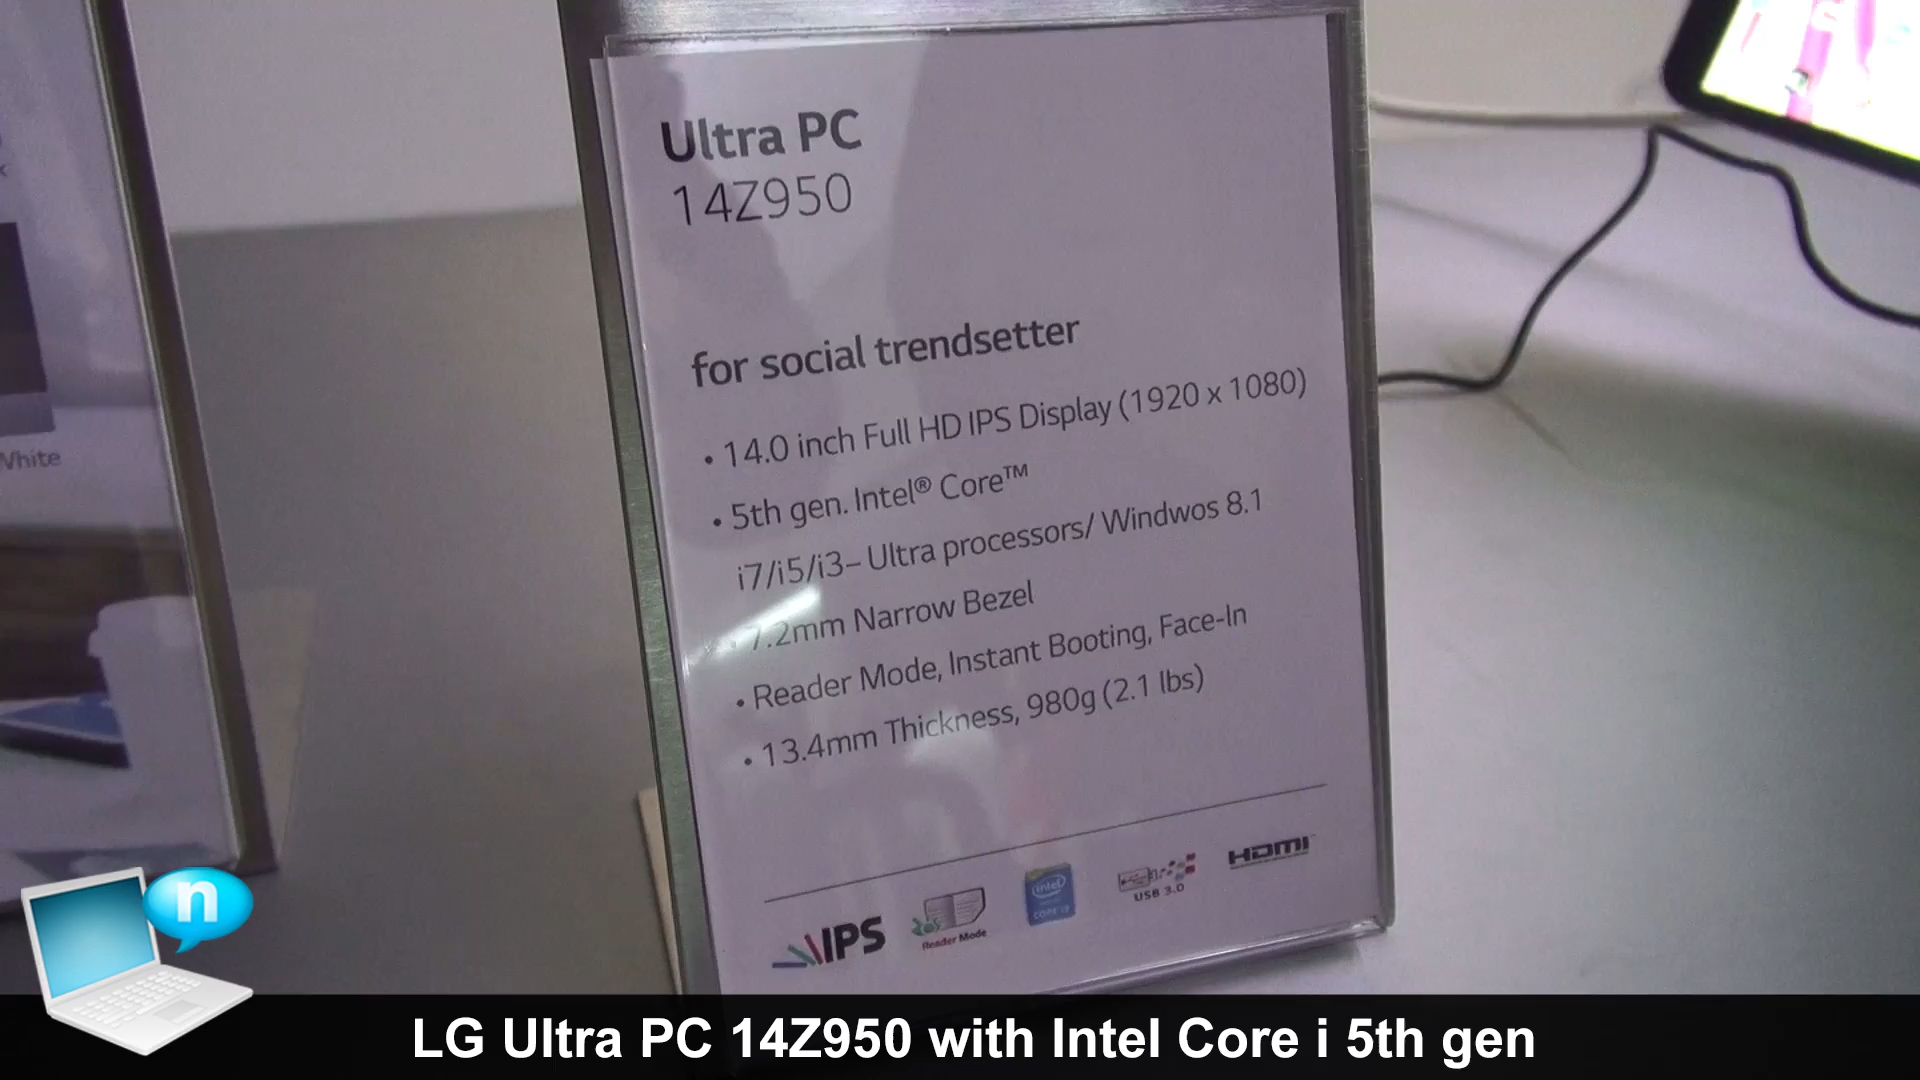 Ultra PC
14Z950
for social trendsetter
• 14.0 inch Full HD IPS Display (1920 x 1080)
• 5th gen. Intel® Core™
i7/i5/i3– Ultra processors/ Windwos 8.1
• 7.2mm Narrow Bezel
• Reader Mode, Instant Booting, Face-In
• 13.4mm Thickness, 980g (2.1 lbs)
IPS
Reader Mode
intel
USB 3.0
HDMI
White
n
LG Ultra PC 14Z950 with Intel Core i 5th gen